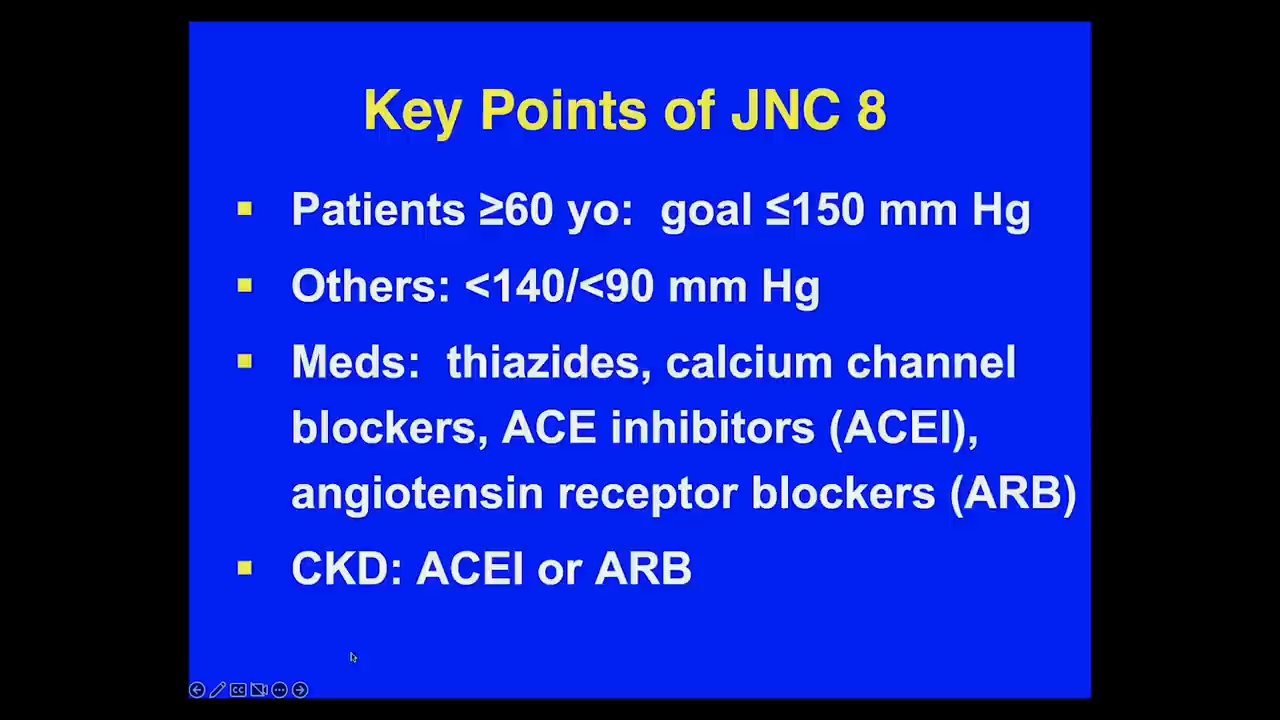 Key Points of JNC 8
Patients ≥60 yo: goal ≤150 mm Hg
Others: <140/<90 mm Hg
Meds: thiazides, calcium channel
blockers, ACE inhibitors (ACEI),
angiotensin receptor blockers (ARB)
CKD: ACEI or ARB
CC